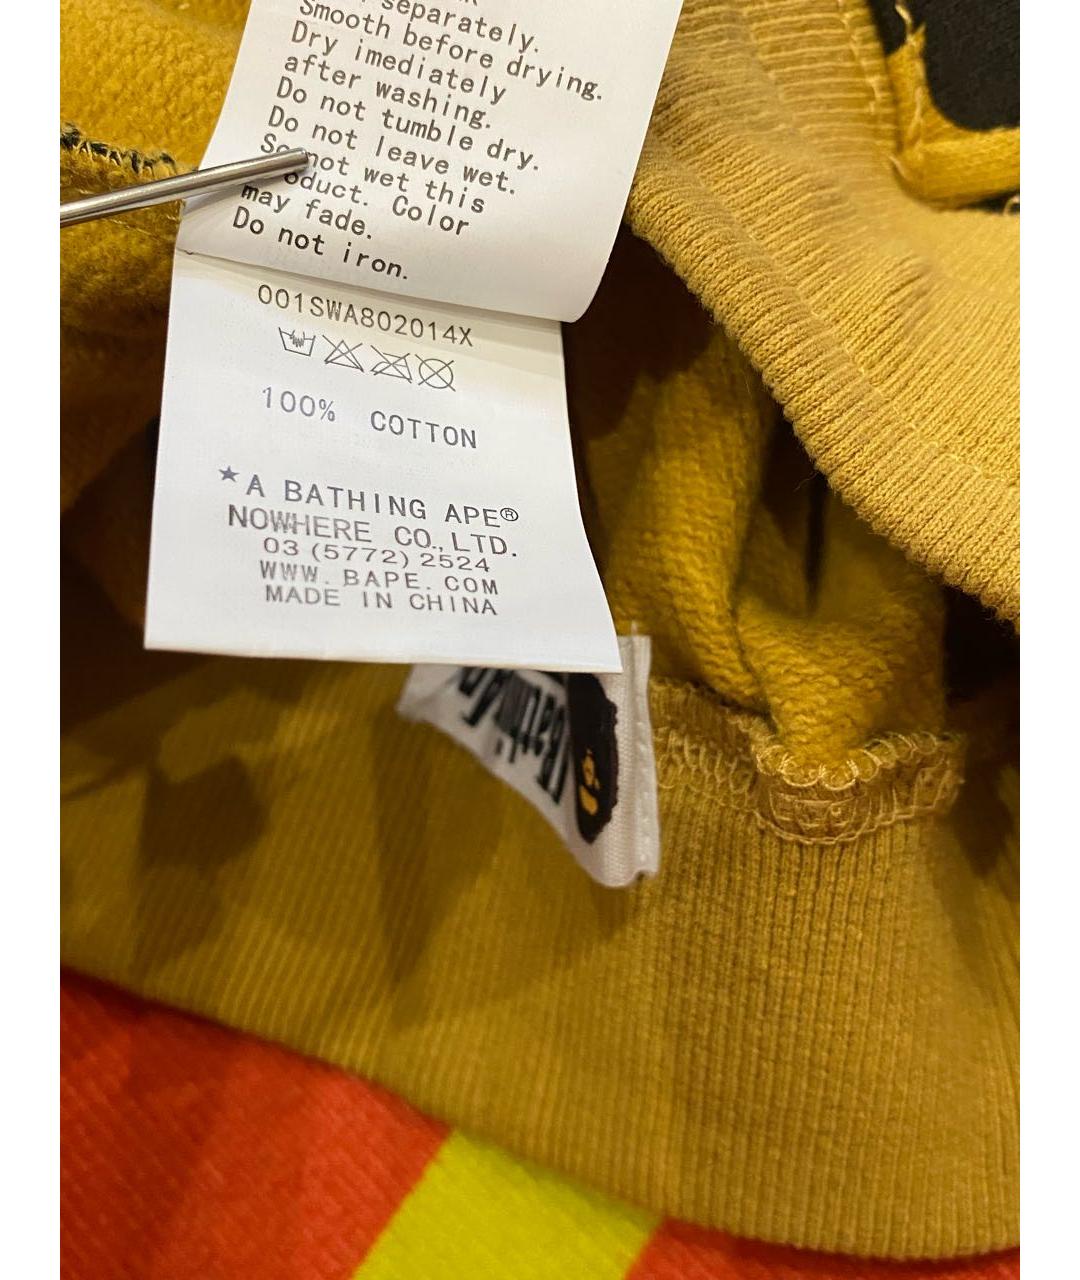 separately.
Smooth before drying.
Dry imediately
after washing.
Do not tumble dry.
Do not leave wet.
not wet this
oduct. Color
may fade.
Do not iron.
001SWA802014X
100% COTTON
★A BATHING APE®
NOWHERE CO.,LTD.
03 (5772) 2524
WWW. BAPE. COM
MADE IN CHINA